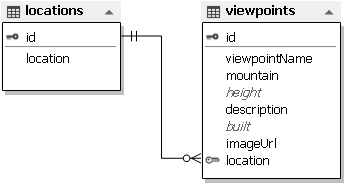 locations
id
location
viewpoints
id
viewpointName
mountain
height
description
built
imageUrl
location